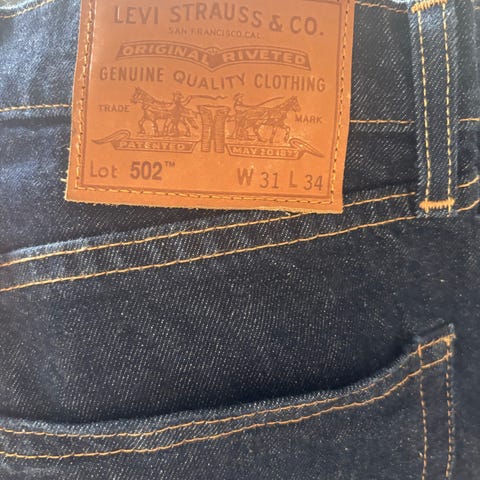 LEVI STRAUSS & CO.
SAN FRANCISCO, CAL.
ORIGINAL RIVETED
GENUINE QUALITY CLOTHING
TRADE MARK
PATENTED MAY 20 1873
Lot 502™ W 31 L 34